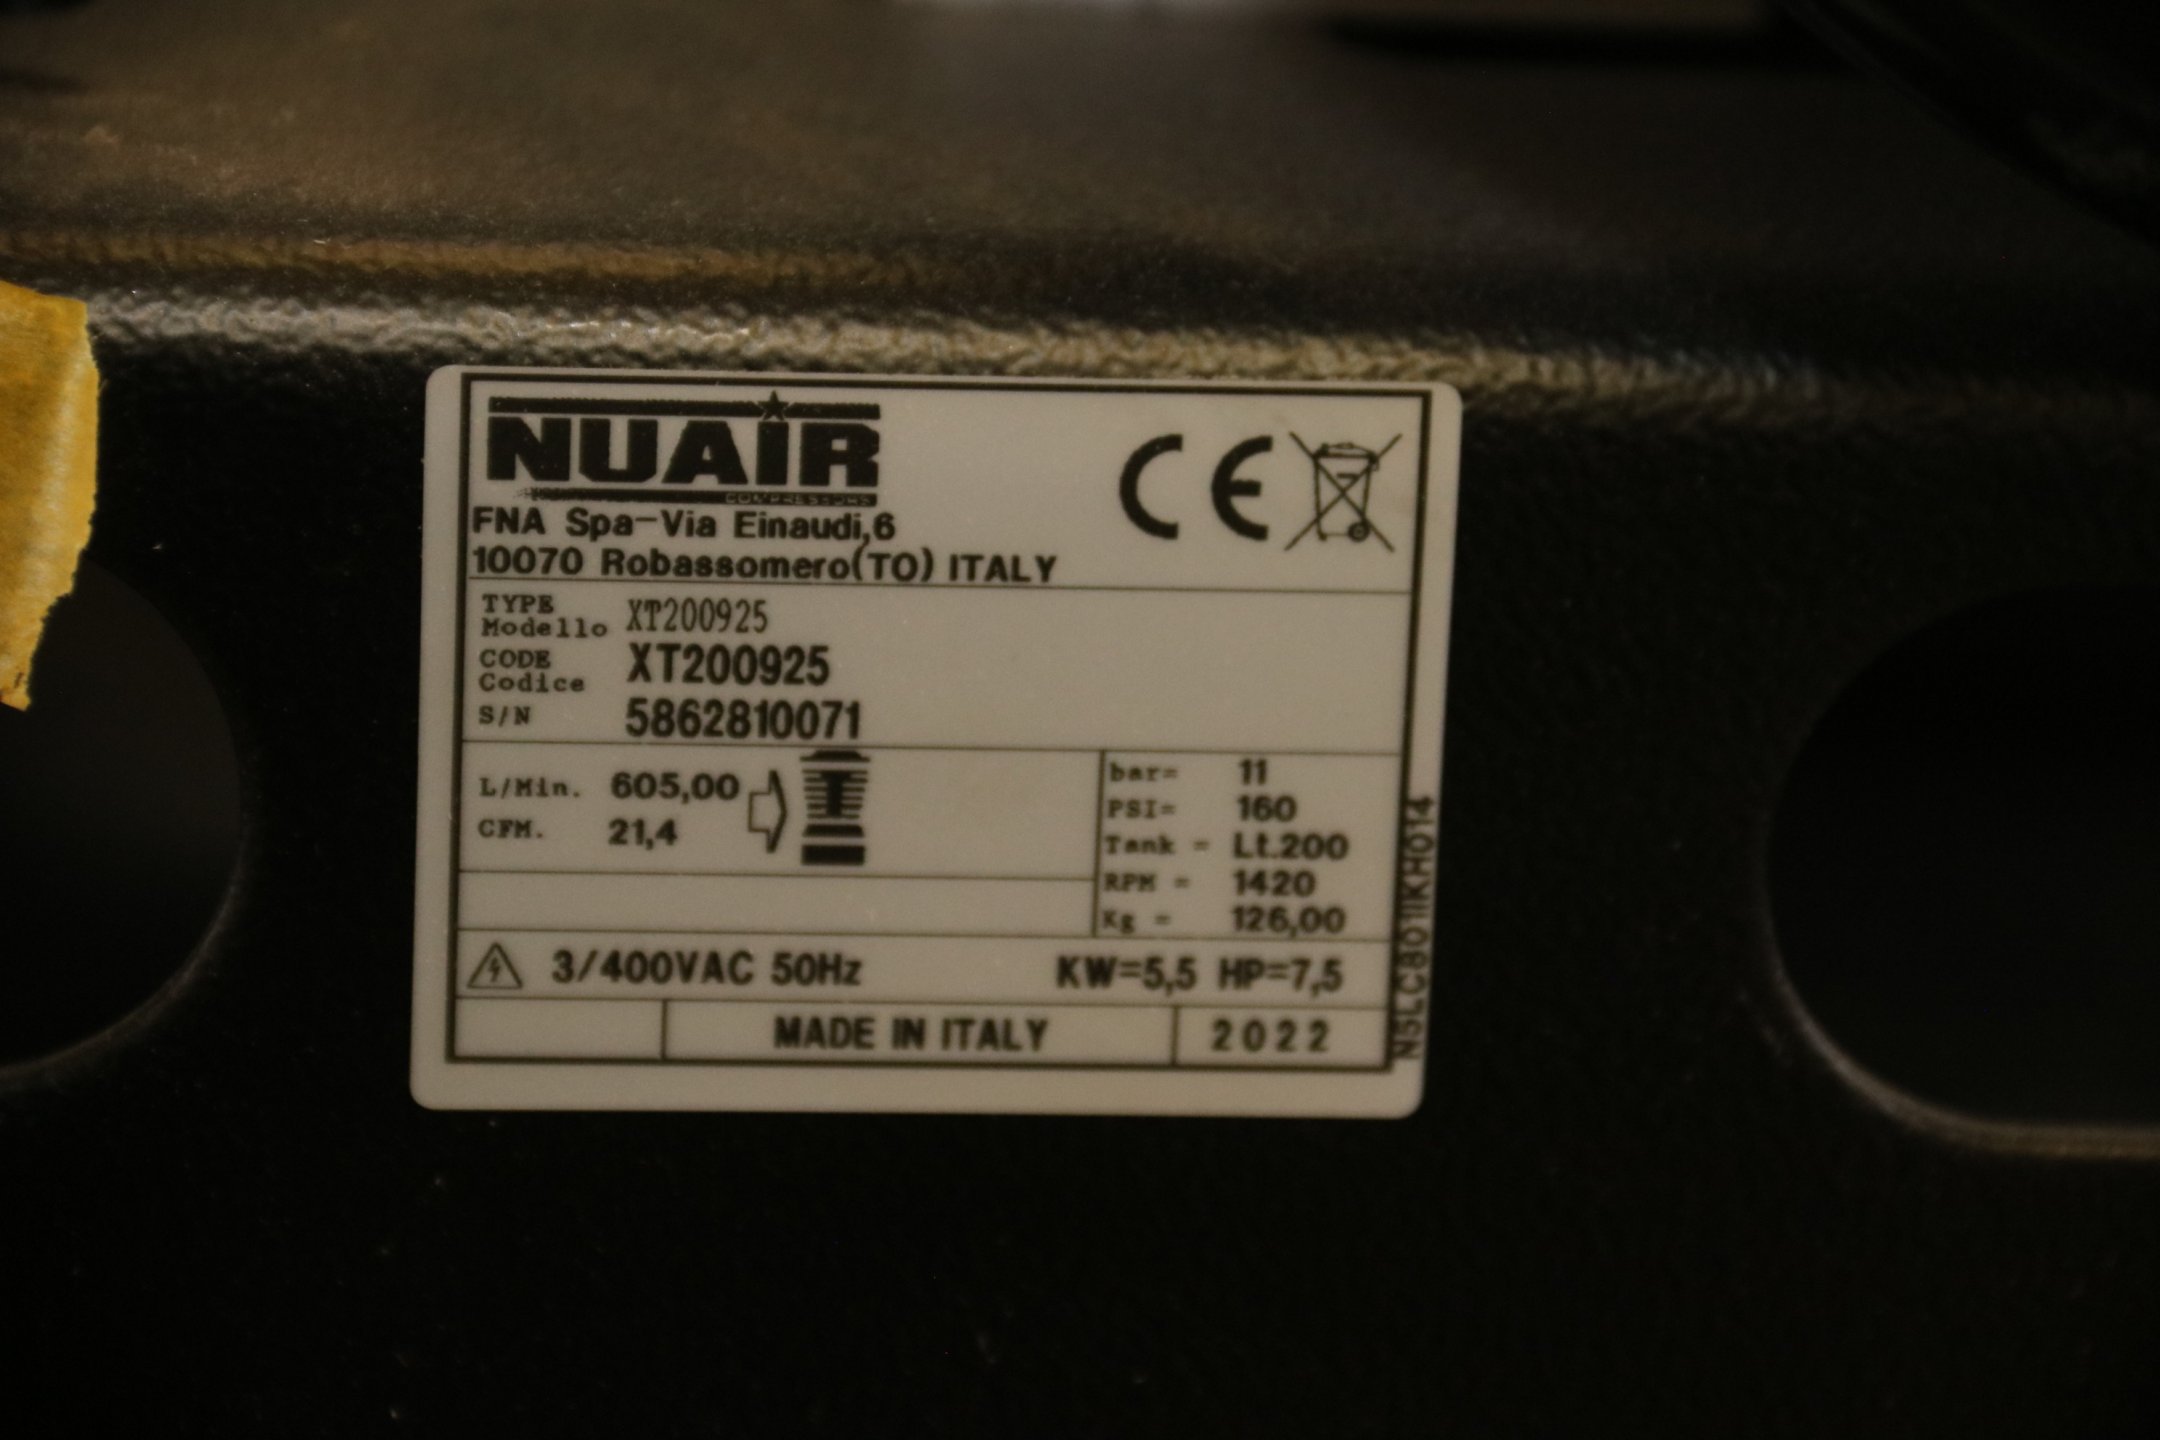 NUAIR
COMPRESSORS
FNA Spa-Via Einaudi,6
10070 Robassomero(TO) ITALY
CE
TYPE
Modello XT200925
CODE
Codice XT200925
S/N 5862810071
L/Min. 605,00
CFM. 21,4
bar= 11
PSI= 160
Tank = Lt.200
RPM = 1420
Kg = 126,00
3/400VAC 50Hz KW=5,5 HP=7,5
MADE IN ITALY 2022